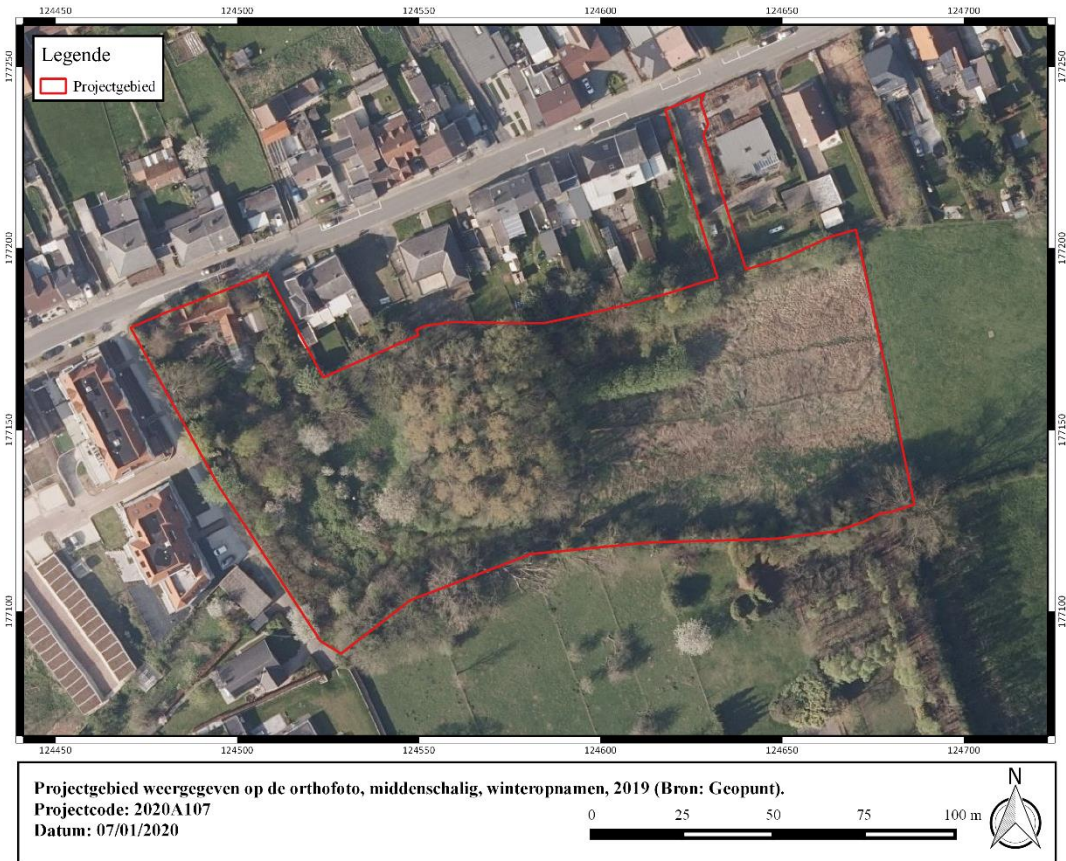 124450 124500 124550 124600 124650 124700
177250 177250
Legende
Projectgebied
177200 177200
177150 177150
177100 177100
124450 124500 124550 124600 124650 124700
Projectgebied weergegeven op de orthofoto, middenschalig, winteropnamen, 2019 (Bron: Geopunt).
Projectcode: 2020A107
Datum: 07/01/2020
0 25 50 75 100 m
N